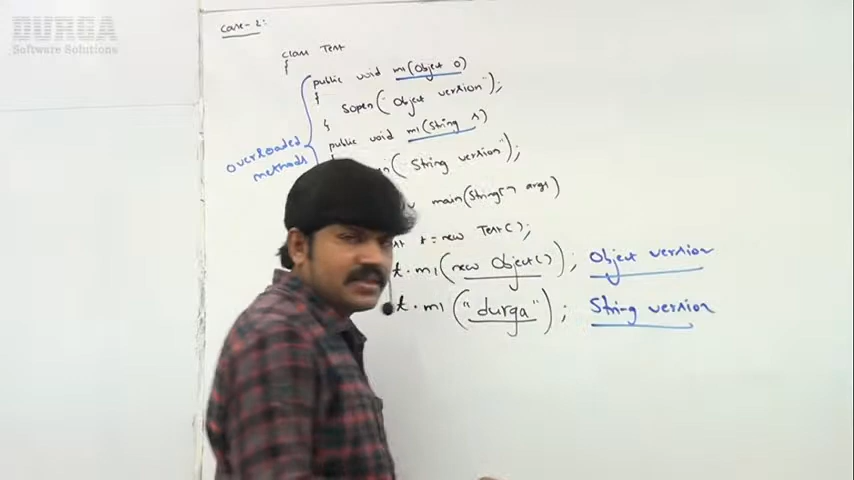 DURGA
Software Solutions
Case-2:
class Test
{
public void m1(Object o)
{
Sopen("Object version");
}
public void m1(String s)
overloaded
methods
("String version");
main(String[] args)
t = new Test();
t.m1(new Object()); Object version
t.m1("durga"); String version